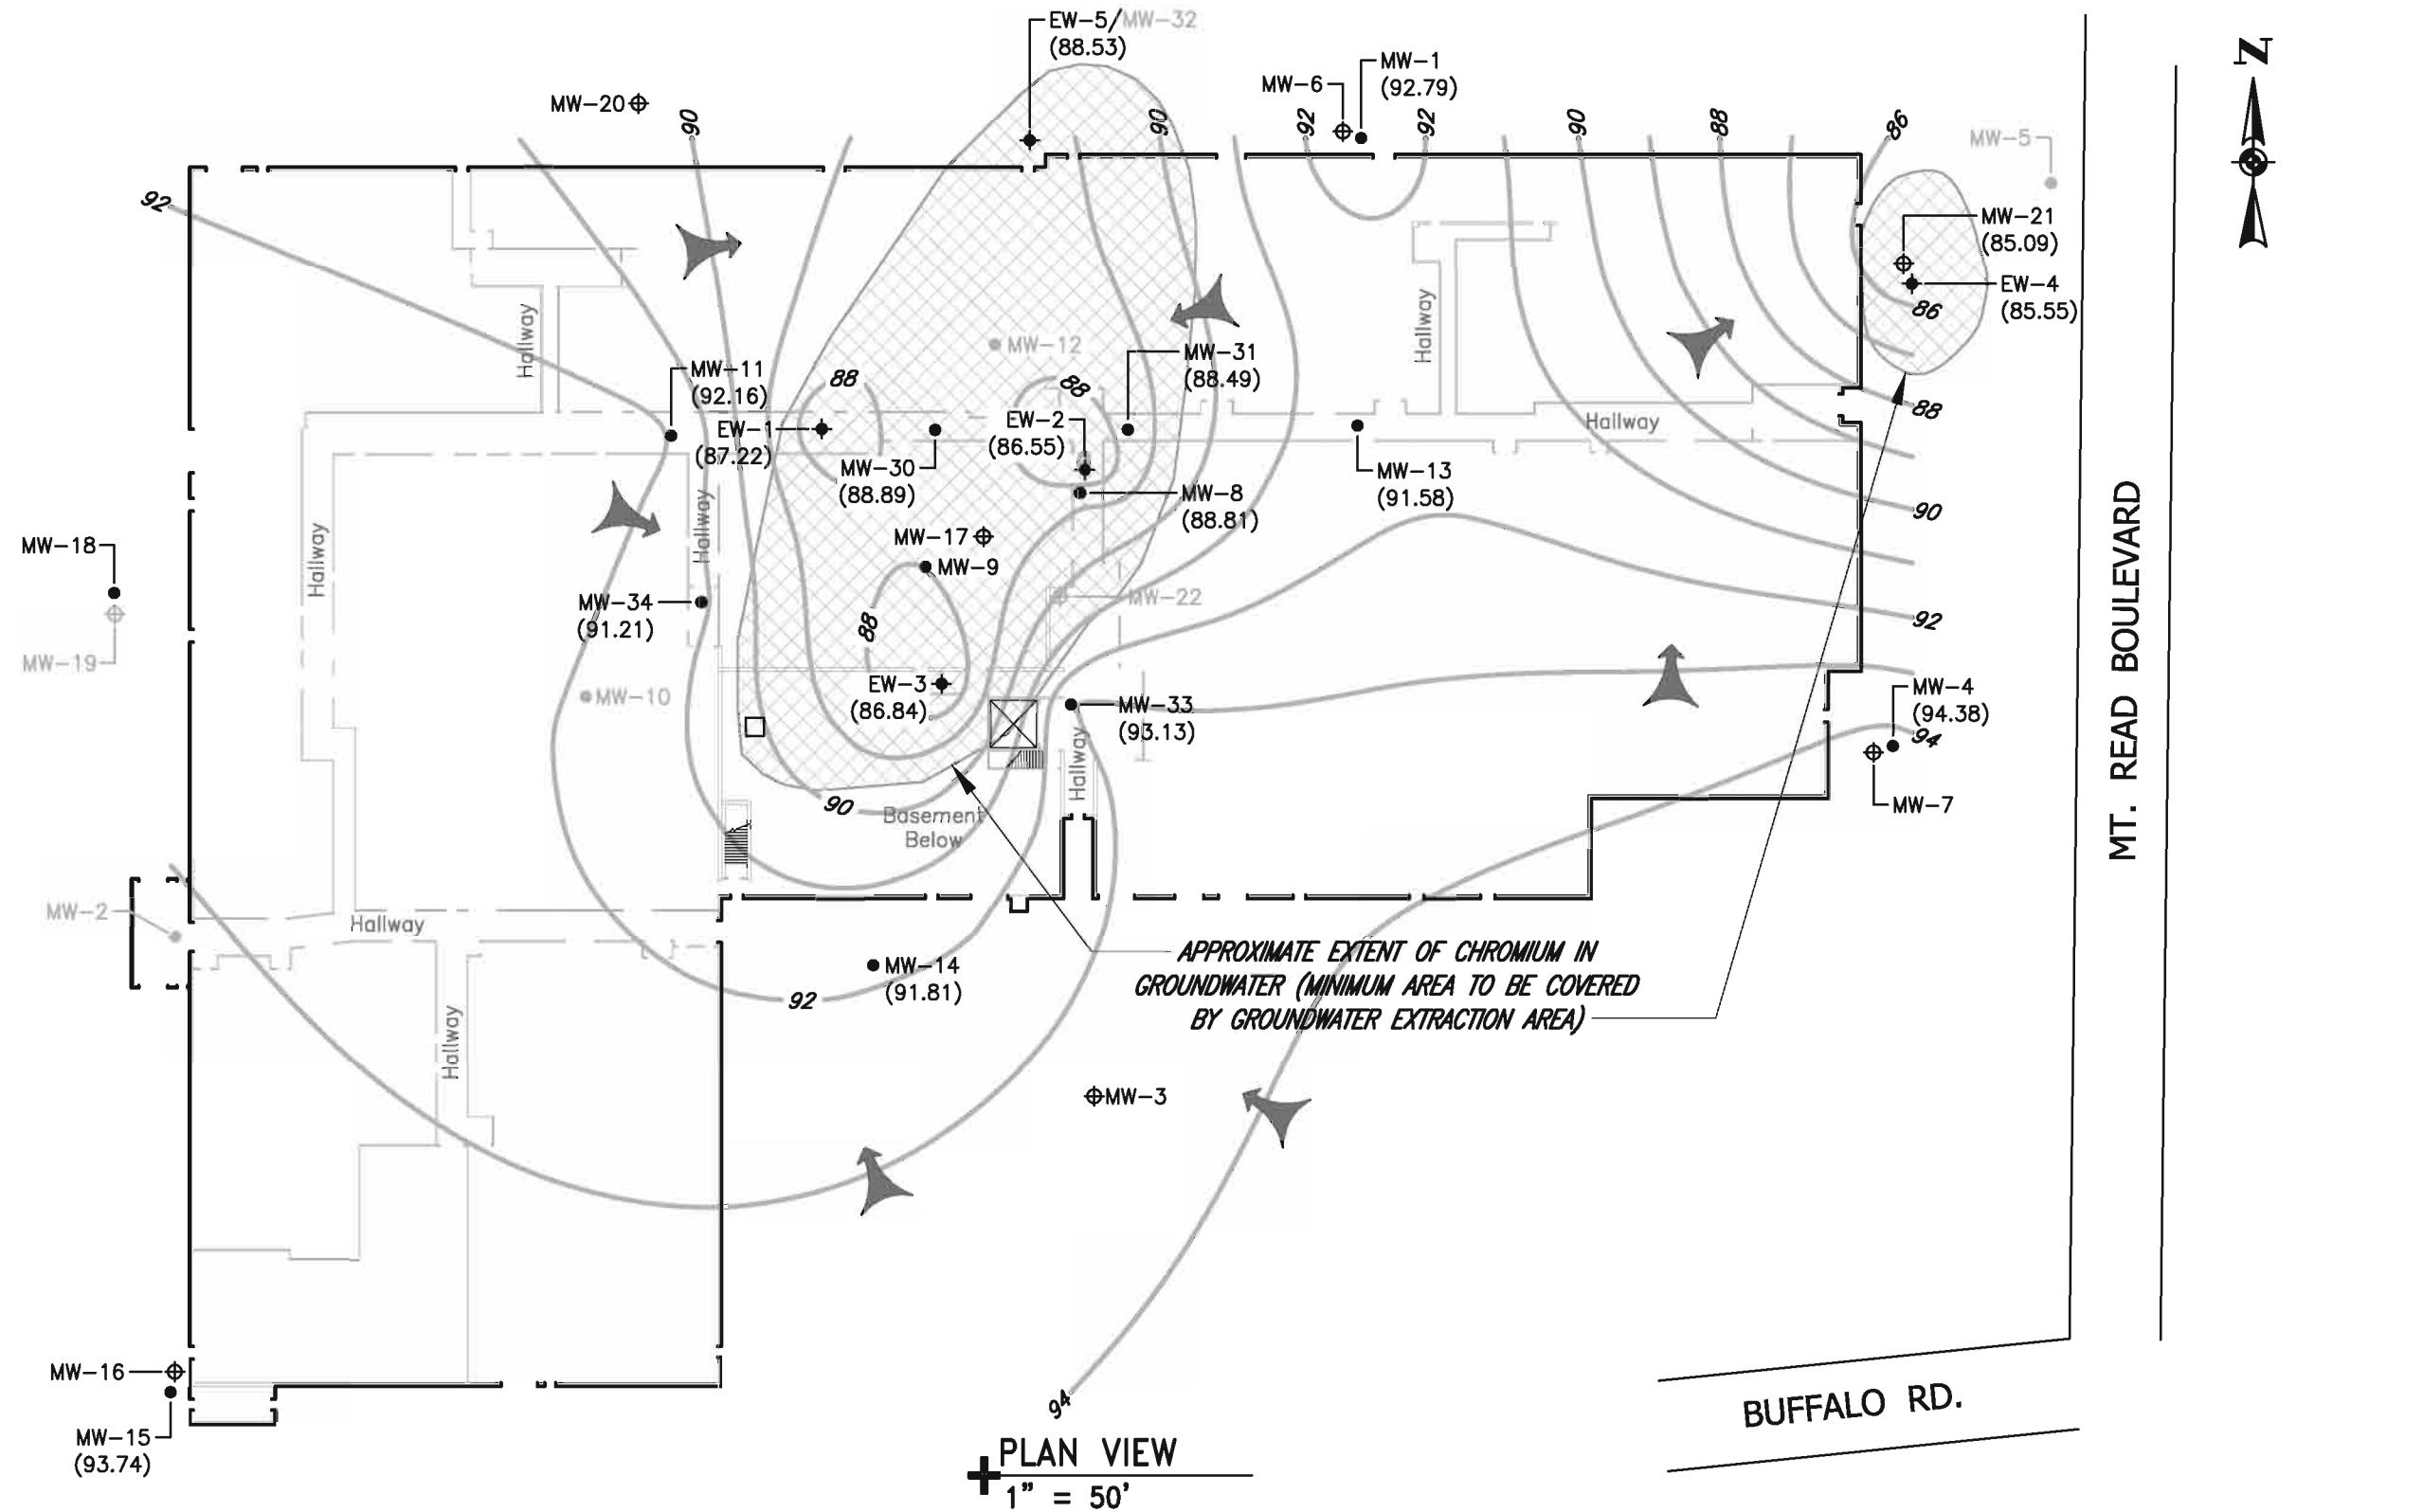 EW-5/MW-32
(88.53)
MW-1
(92.79)
MW-6
MW-20
90
90
92
92
90
88
86
MW-5
N
92
MW-21
(85.09)
EW-4
(85.55)
86
Hallway
Hallway
MW-12
MW-31
(88.49)
MW-11
(92.16)
88
88
EW-1
(87.22)
EW-2
(86.55)
MW-30
(88.89)
MW-8
(88.81)
MW-13
(91.58)
Hallway
88
90
MW-18
MW-19
Hallway
Hallway
MW-17
MW-9
MW-34
(91.21)
MW-22
88
92
MW-10
EW-3
(86.84)
MW-33
(93.13)
MW-4
(94.38)
94
MW-7
Hallway
90
Basement
Below
MT. READ BOULEVARD
MW-2
Hallway
MW-14
(91.81)
92
APPROXIMATE EXTENT OF CHROMIUM IN
GROUNDWATER (MINIMUM AREA TO BE COVERED
BY GROUNDWATER EXTRACTION AREA)
Hallway
MW-3
MW-16
MW-15
(93.74)
94
BUFFALO RD.
PLAN VIEW
1" = 50'